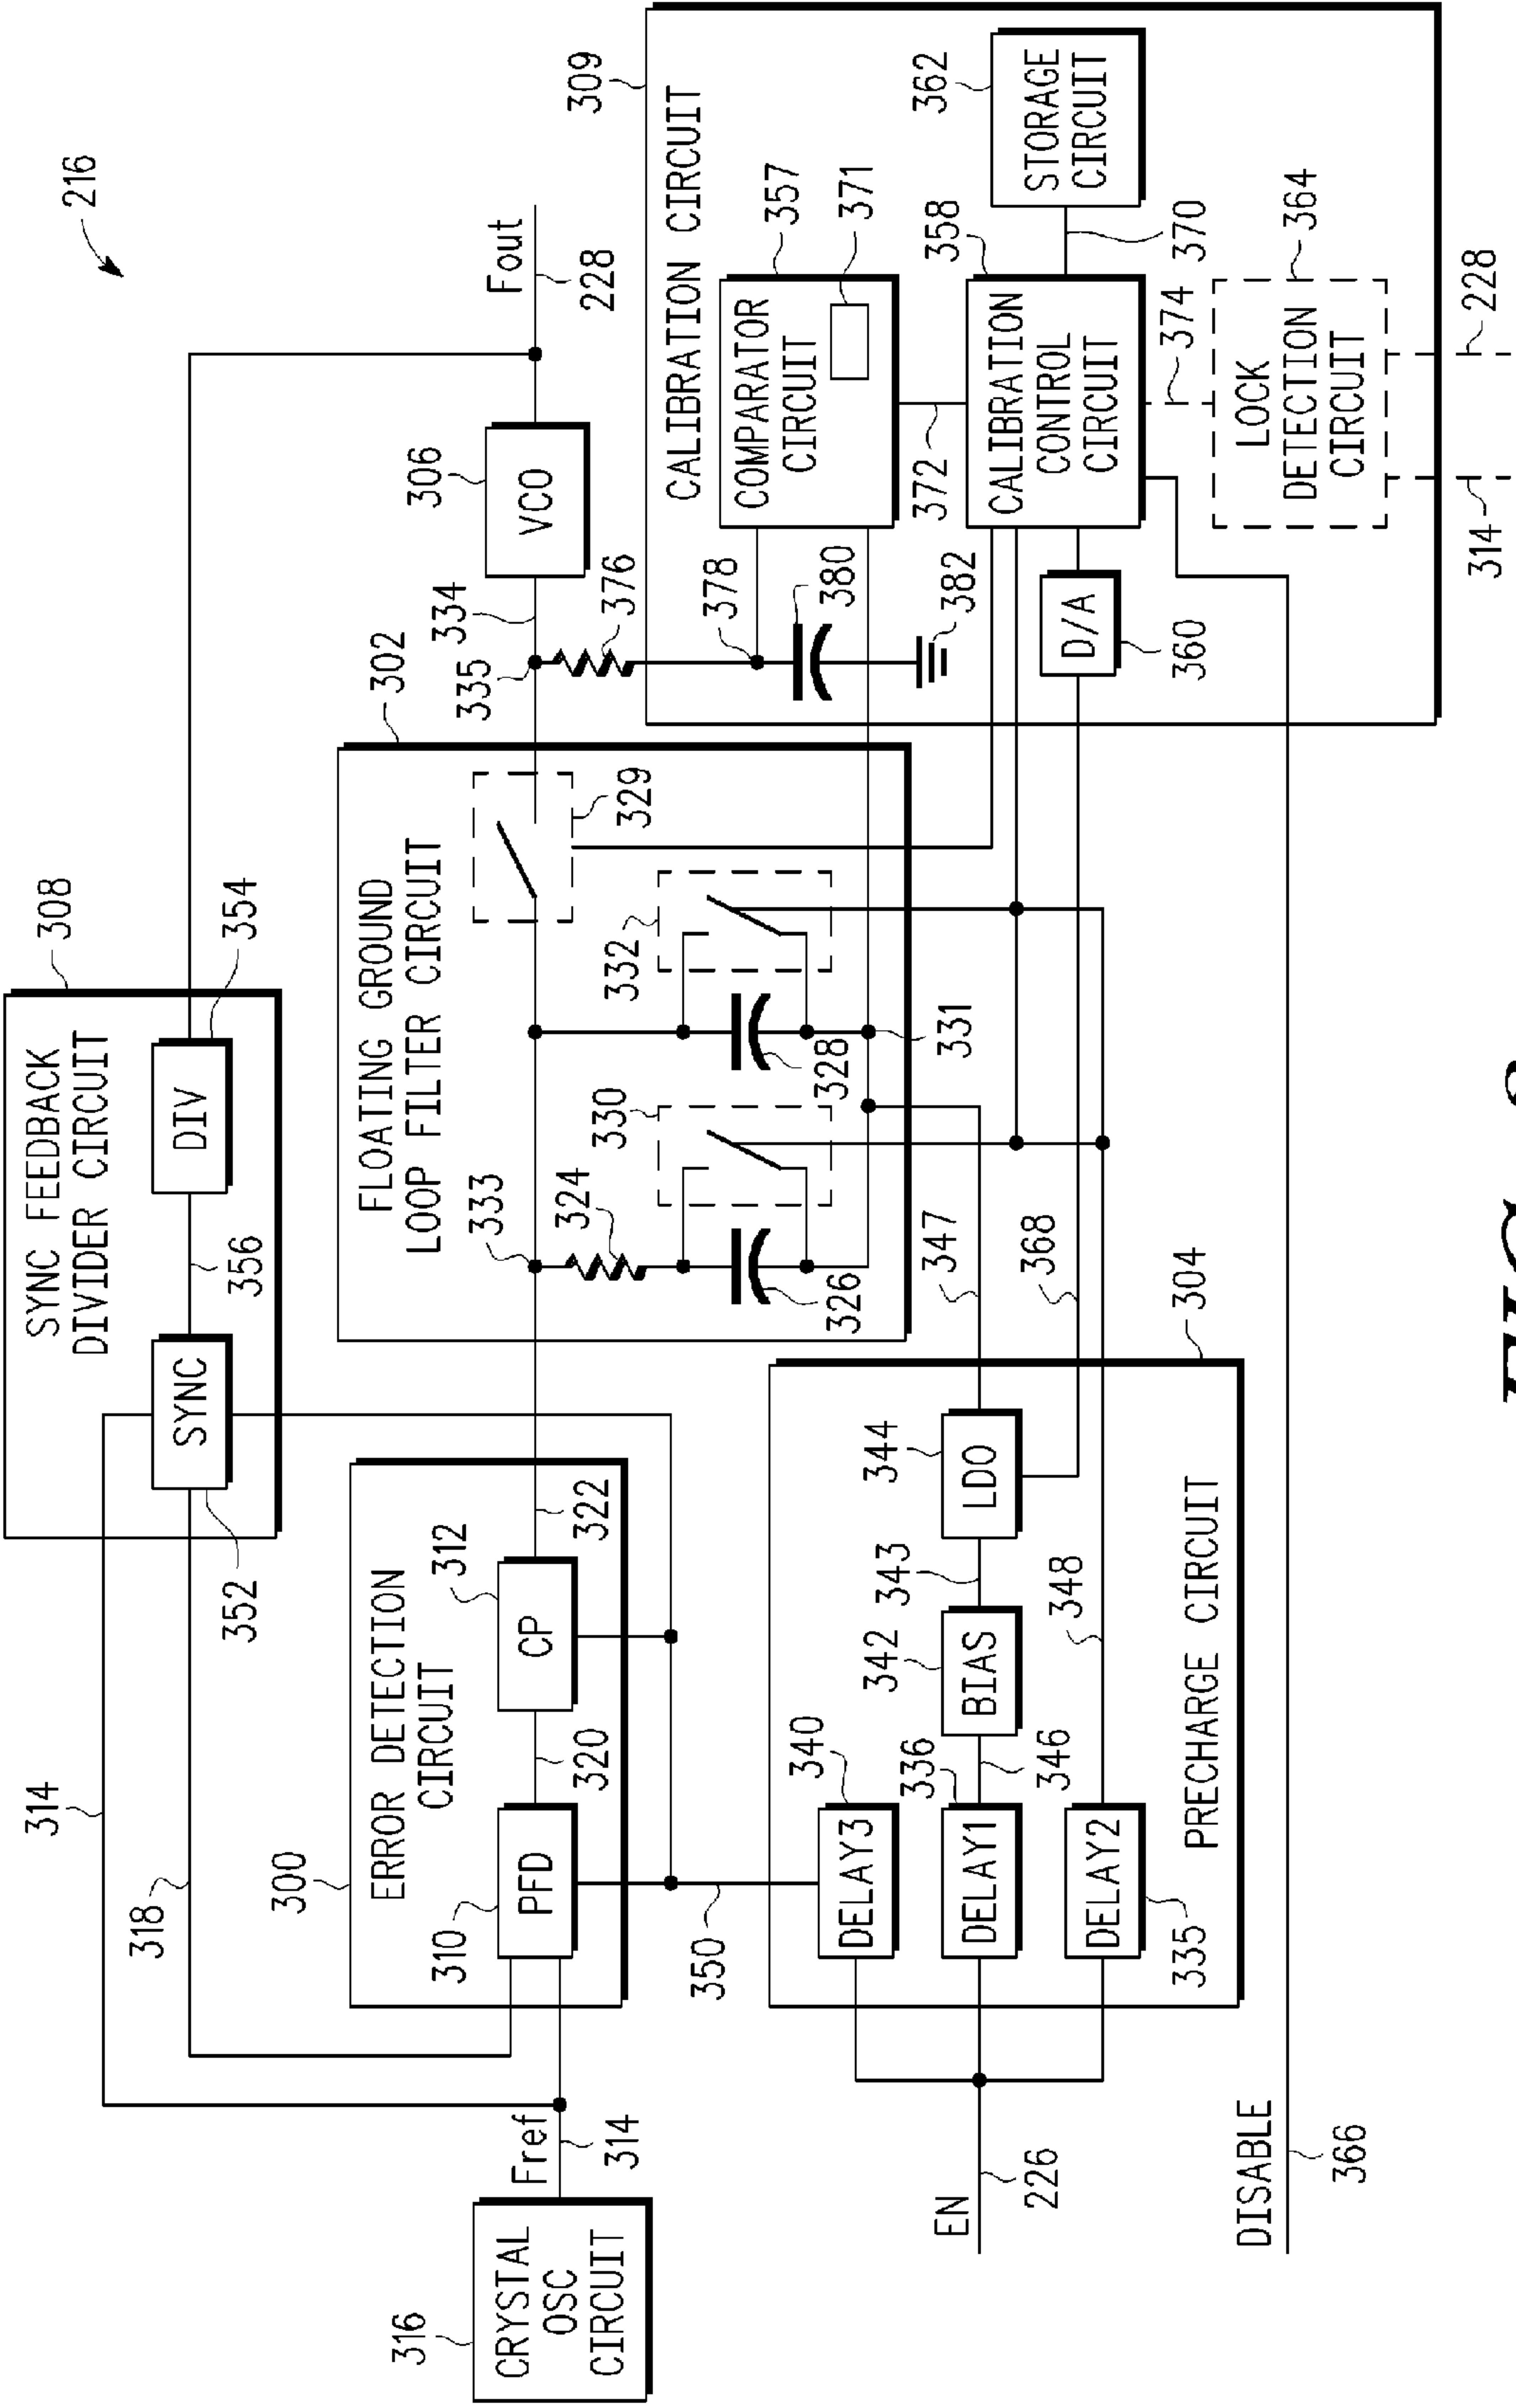 216
SYNC FEEDBACK
DIVIDER CIRCUIT
308
354
DIV
356
SYNC
352
314
318
Fout
228
306
VCO
334
335
376
302
FLOATING GROUND
LOOP FILTER CIRCUIT
329
332
328
331
330
333
324
326
300
ERROR DETECTION
CIRCUIT
312
CP
322
320
310
PFD
350
Fref
314
316
CRYSTAL
OSC
CIRCUIT
309
CALIBRATION CIRCUIT
357
COMPARATOR
CIRCUIT
371
378
380
382
372
358
CALIBRATION
CONTROL
CIRCUIT
362
STORAGE
CIRCUIT
370
374
364
LOCK
DETECTION
CIRCUIT
228
314
D/A
360
347
368
304
PRECHARGE CIRCUIT
344
LDO
343
342
BIAS
348
346
340
DELAY3
336
DELAY1
DELAY2
335
EN
226
DISABLE
366